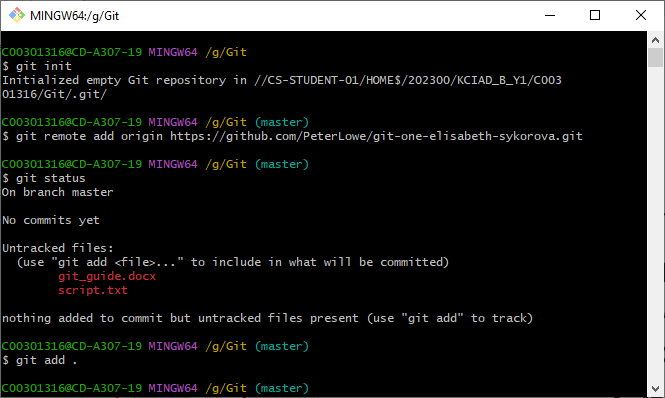 MINGW64:/g/Git
C00301316@CD-A307-19 MINGW64 /g/Git
$ git init
Initialized empty Git repository in //CS-STUDENT-01/HOME$/202300/KCIAD_B_Y1/C003
01316/Git/.git/
C00301316@CD-A307-19 MINGW64 /g/Git (master)
$ git remote add origin https://github.com/PeterLowe/git-one-elisabeth-sykorova.git
C00301316@CD-A307-19 MINGW64 /g/Git (master)
$ git status
On branch master
No commits yet
Untracked files:
(use "git add <file>..." to include in what will be committed)
git_guide.docx
script.txt
nothing added to commit but untracked files present (use "git add" to track)
C00301316@CD-A307-19 MINGW64 /g/Git (master)
$ git add .
C00301316@CD-A307-19 MINGW64 /g/Git (master)